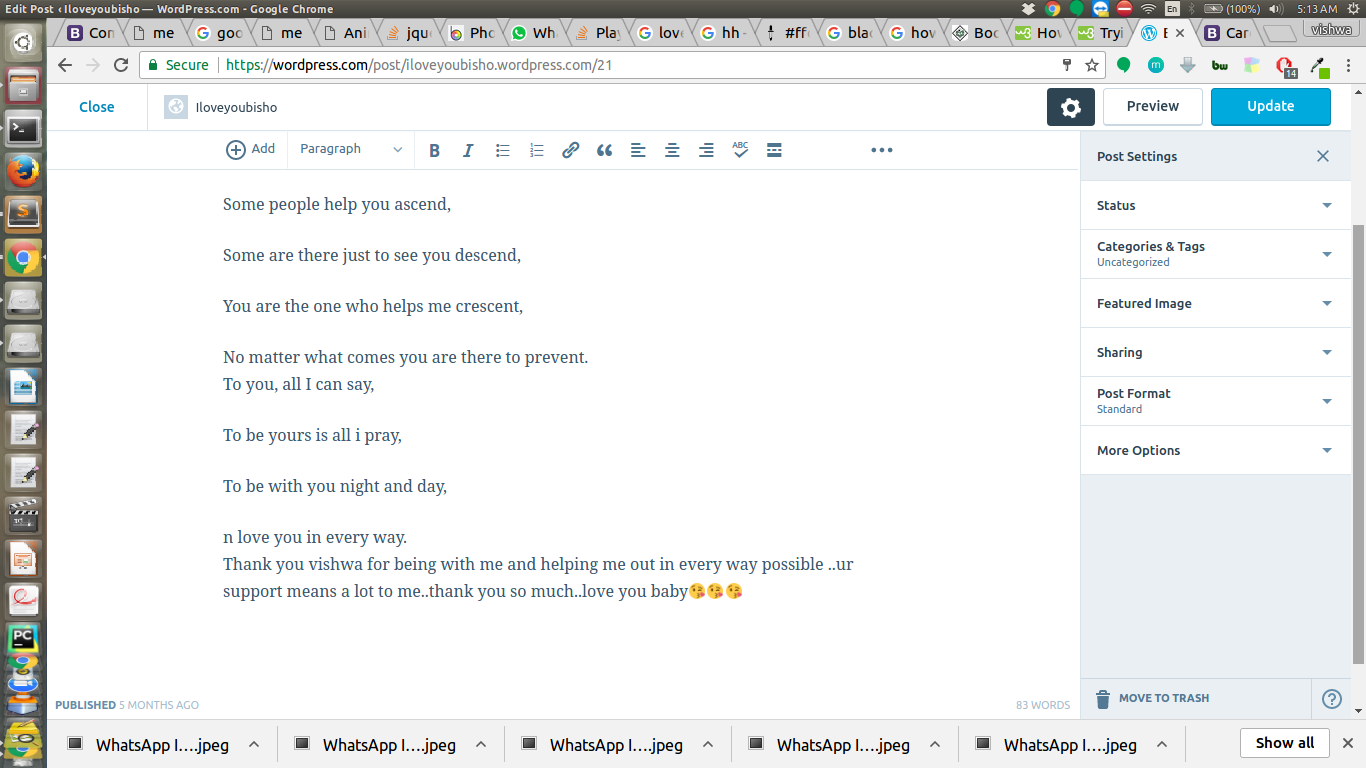 Edit Post ‹ Iloveyoubisho — WordPress.com - Google Chrome
En
(100%)
5:13 AM
Con
me
goo
me
Ani
jqu
Pho
Wh
Play
love
hh -
#ff
bla
how
Boo
Hov
Tryi
E
Car
vishwa
Secure
https://wordpress.com/post/iloveyoubisho.wordpress.com/21
bw
14
Close
Iloveyoubisho
Preview
Update
Add
Paragraph
B
I
ABC
Post Settings
Some people help you ascend,
Some are there just to see you descend,
You are the one who helps me crescent,
No matter what comes you are there to prevent.
To you, all I can say,
To be yours is all i pray,
To be with you night and day,
n love you in every way.
Thank you vishwa for being with me and helping me out in every way possible ..ur
support means a lot to me..thank you so much..love you baby😘😘😘
Status
Categories & Tags
Uncategorized
Featured Image
Sharing
Post Format
Standard
More Options
MOVE TO TRASH
PUBLISHED 5 MONTHS AGO
83 WORDS
WhatsApp I....jpeg
WhatsApp I....jpeg
WhatsApp I....jpeg
WhatsApp I....jpeg
WhatsApp I....jpeg
Show all
PC